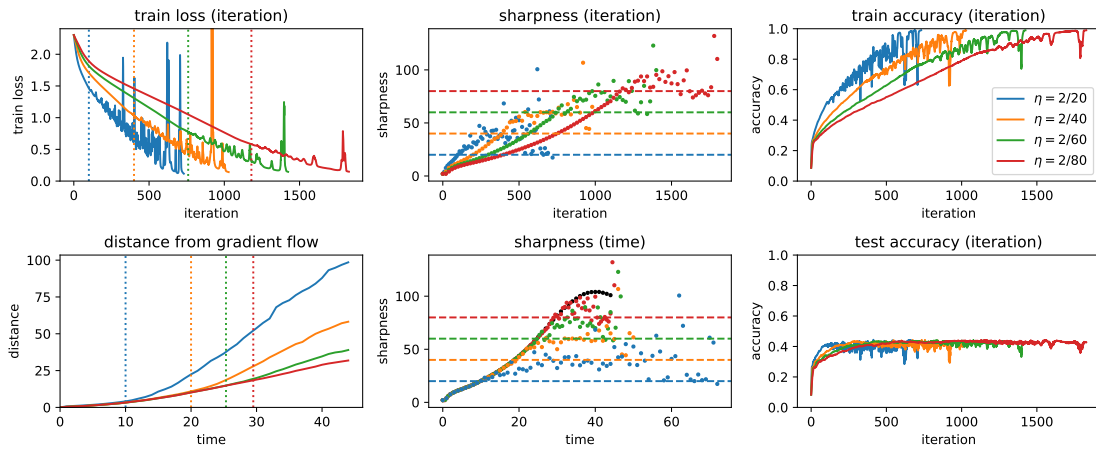 train loss (iteration)
train loss
2.0
1.5
1.0
0.5
0.0
0
500
1000
1500
iteration
sharpness (iteration)
sharpness
100
50
0
0
500
1000
1500
iteration
train accuracy (iteration)
accuracy
1.0
0.8
0.6
0.4
0.2
0.0
0
500
1000
1500
iteration
η = 2/20
η = 2/40
η = 2/60
η = 2/80
distance from gradient flow
distance
100
75
50
25
0
0
10
20
30
40
time
sharpness (time)
sharpness
100
50
0
0
20
40
60
time
test accuracy (iteration)
accuracy
1.0
0.8
0.6
0.4
0.2
0.0
0
500
1000
1500
iteration